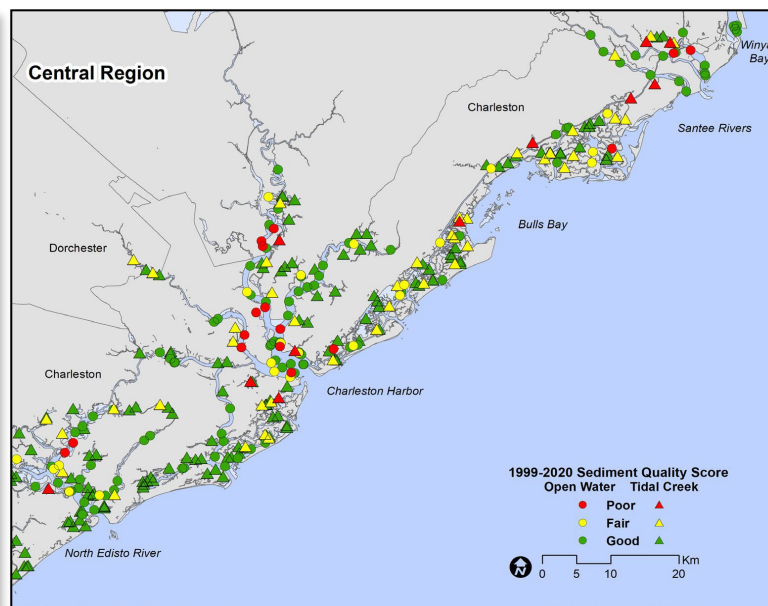 Central Region
Winyah
Bay
Charleston
Santee Rivers
Bulls Bay
Dorchester
Charleston
Charleston Harbor
North Edisto River
1999-2020 Sediment Quality Score
Open Water Tidal Creek
Poor
Fair
Good
Km
0 5 10 20